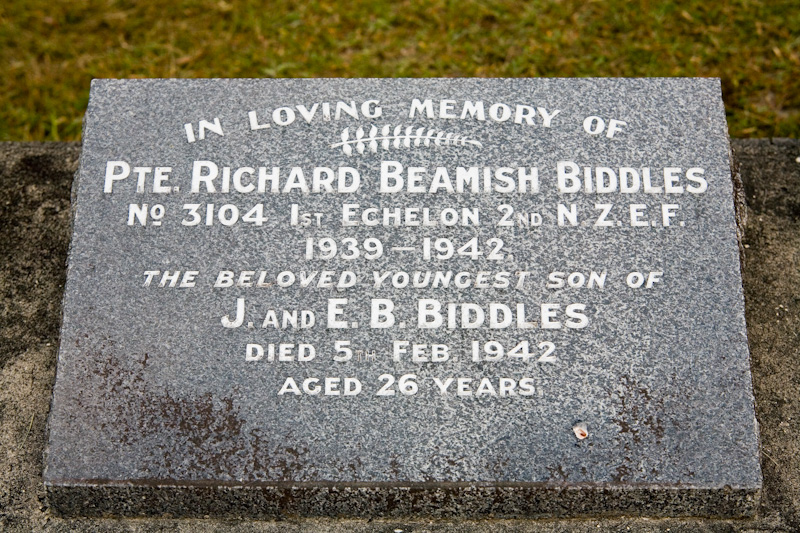 IN LOVING MEMORY OF
PTE. RICHARD BEAMISH BIDDLES
No 3104 1ST ECHELON 2ND N.Z.E.F.
1939 – 1942.
THE BELOVED YOUNGEST SON OF
J. AND E. B. BIDDLES
DIED 5TH FEB. 1942
AGED 26 YEARS.